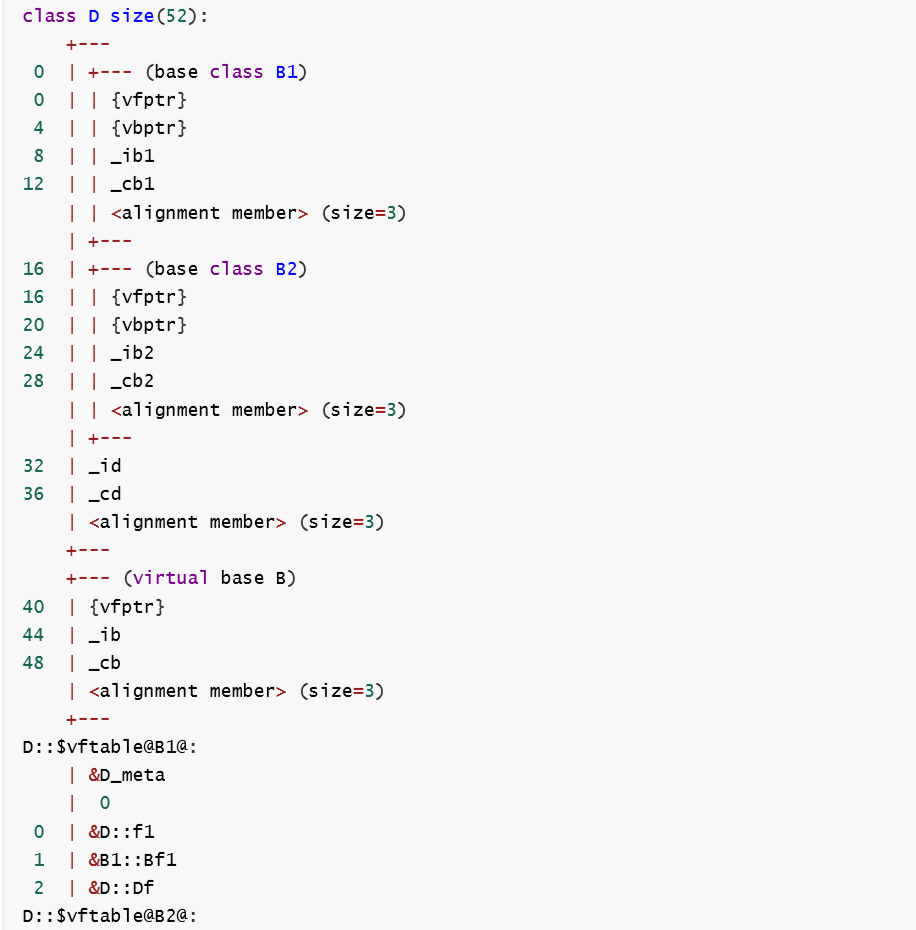 class D size(52):
    +---
 0  | +--- (base class B1)
 0  | | {vfptr}
 4  | | {vbptr}
 8  | | _ib1
12  | | _cb1
    | | <alignment member> (size=3)
    | +---
16  | +--- (base class B2)
16  | | {vfptr}
20  | | {vbptr}
24  | | _ib2
28  | | _cb2
    | | <alignment member> (size=3)
    | +---
32  | _id
36  | _cd
    | <alignment member> (size=3)
    +---
    +--- (virtual base B)
40  | {vfptr}
44  | _ib
48  | _cb
    | <alignment member> (size=3)
    +---
D::$vftable@B1@:
    | &D_meta
    |  0
 0  | &D::f1
 1  | &B1::Bf1
 2  | &D::Df
D::$vftable@B2@: